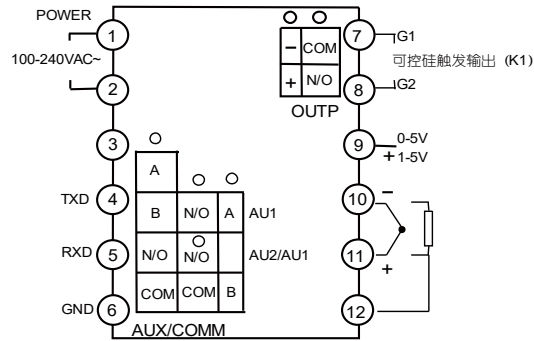 POWER
100-240VAC~
1
2
3
TXD 4
RXD 5
GND 6
− COM
+ N/O
OUTP
7 G1
可控硅触发输出 (K1)
8 G2
9 0-5V
+ 1-5V
10 −
11 +
12
A
B N/O A AU1
N/O N/O AU2/AU1
COM COM B
AUX/COMM